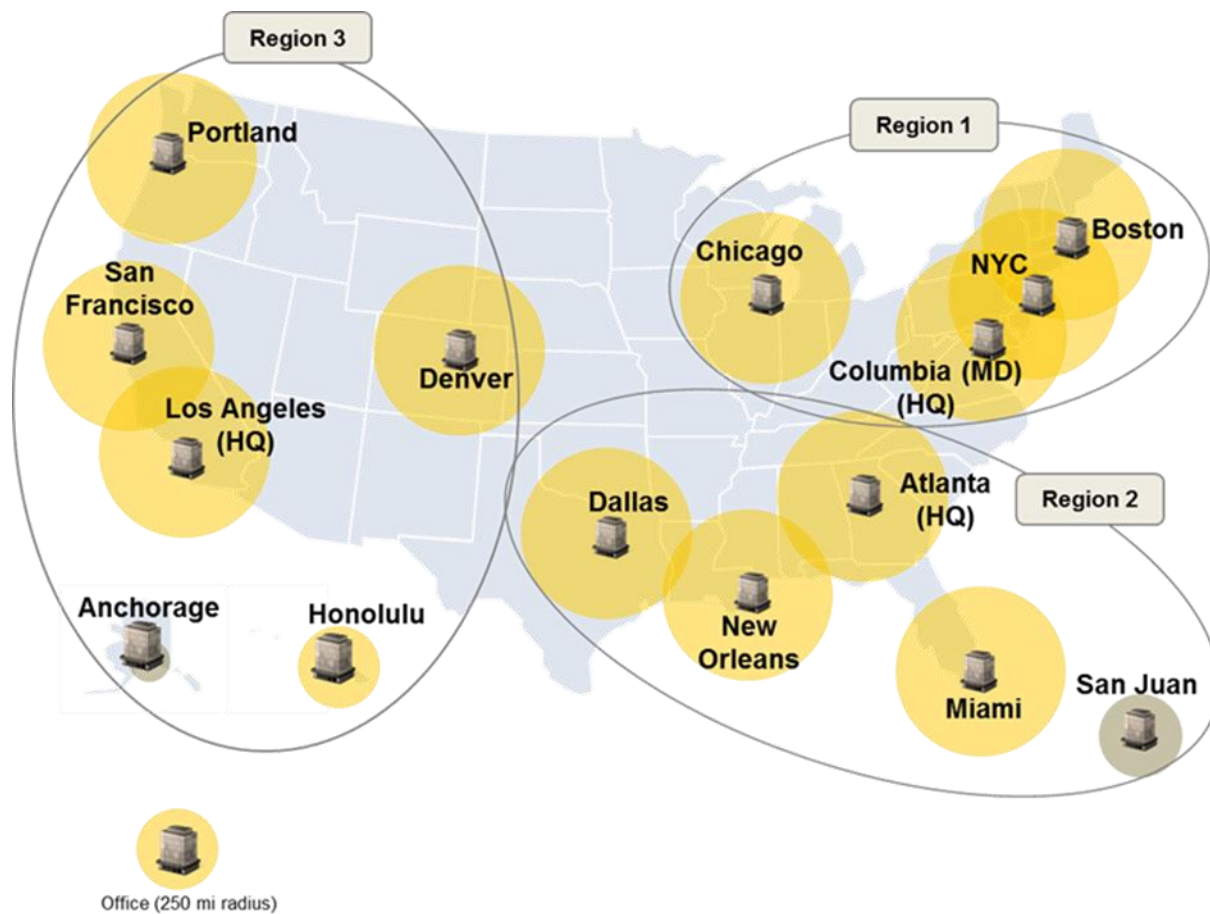 Region 3
Region 1
Portland
Boston
Chicago
NYC
San
Francisco
Denver
Columbia (MD)
(HQ)
Los Angeles
(HQ)
Atlanta
(HQ)
Region 2
Dallas
Anchorage
Honolulu
New
Orleans
San Juan
Miami
Office (250 mi radius)